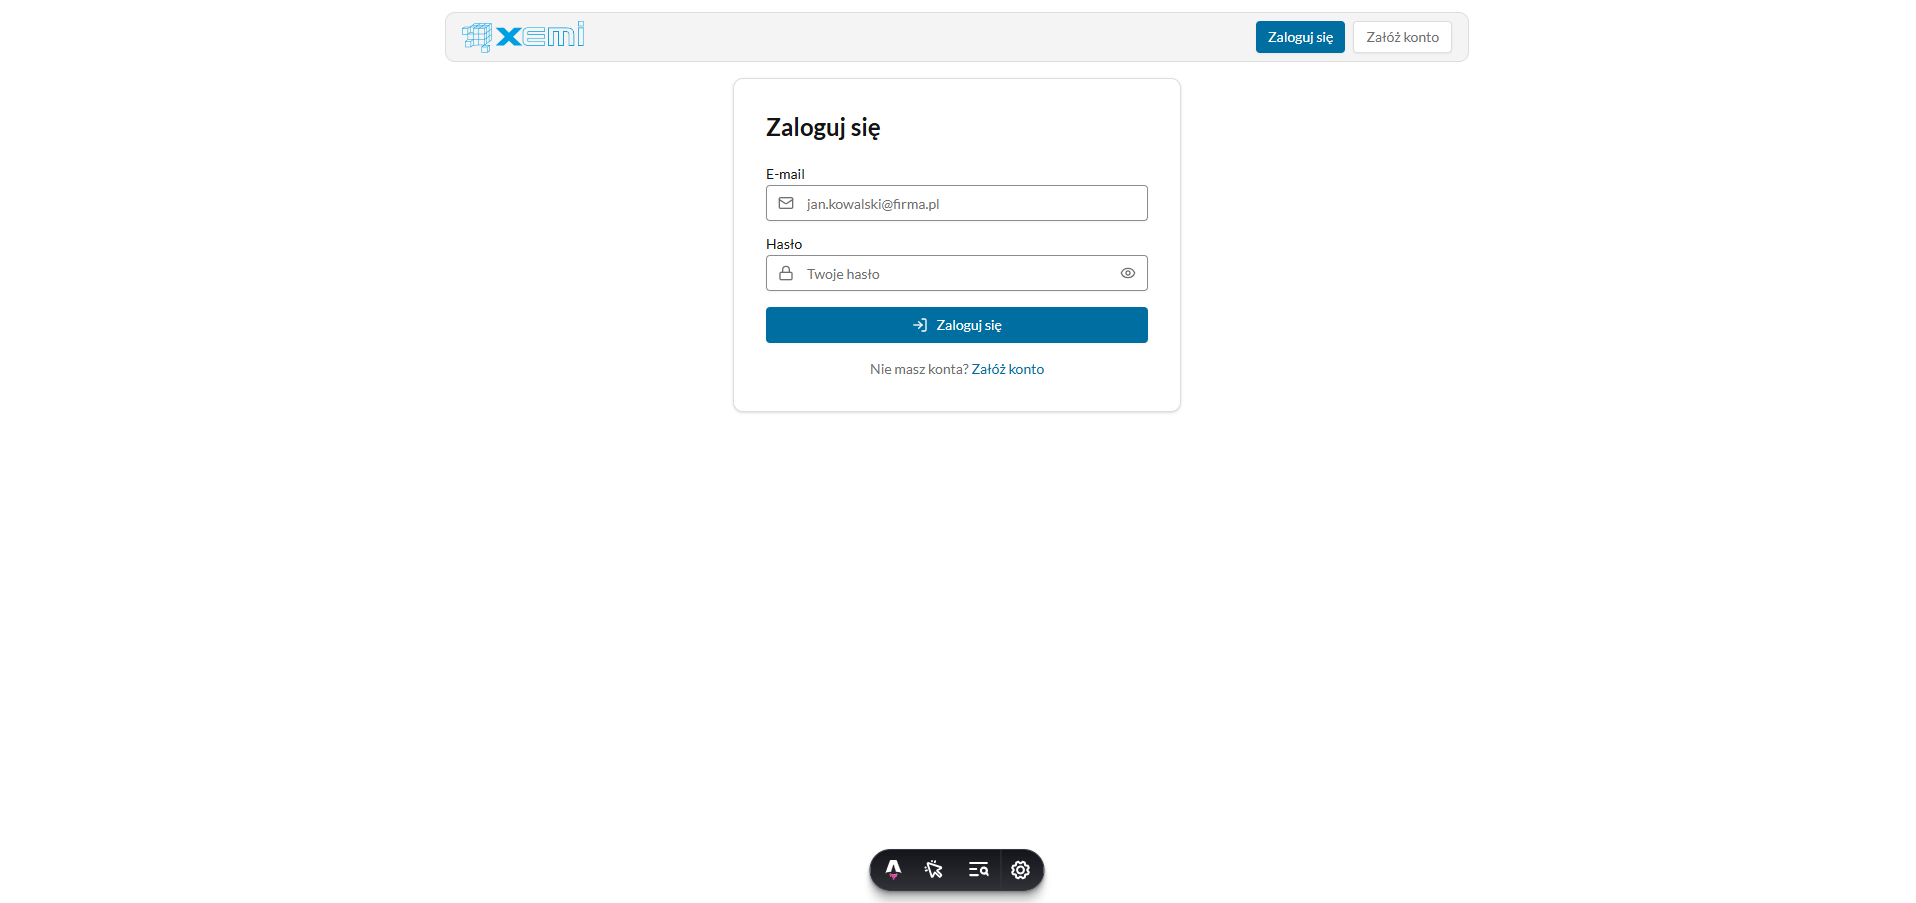 xemi
Zaloguj się
Załóż konto
Zaloguj się
E-mail
jan.kowalski@firma.pl
Hasło
Twoje hasło
Zaloguj się
Nie masz konta? Załóż konto